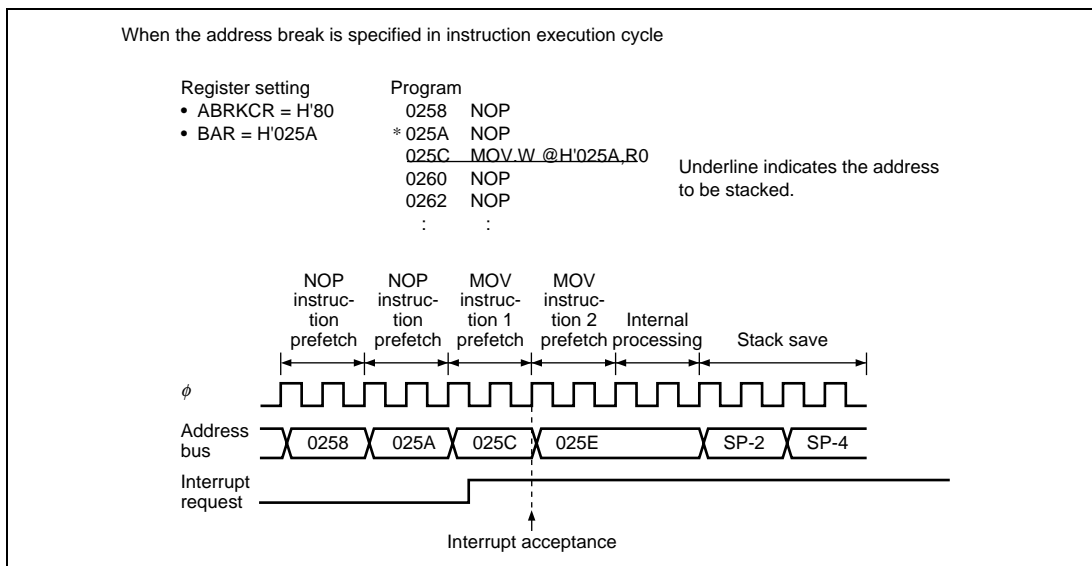 When the address break is specified in instruction execution cycle
Register setting
• ABRKCR = H'80
• BAR = H'025A
Program
0258 NOP
* 025A NOP
025C MOV.W @H'025A,R0
0260 NOP
0262 NOP
: :
Underline indicates the address
to be stacked.
NOP
instruc-
tion
prefetch
NOP
instruc-
tion
prefetch
MOV
instruc-
tion 1
prefetch
MOV
instruc-
tion 2
prefetch
Internal
processing
Stack save
ϕ
Address
bus
0258 025A 025C 025E SP-2 SP-4
Interrupt
request
Interrupt acceptance